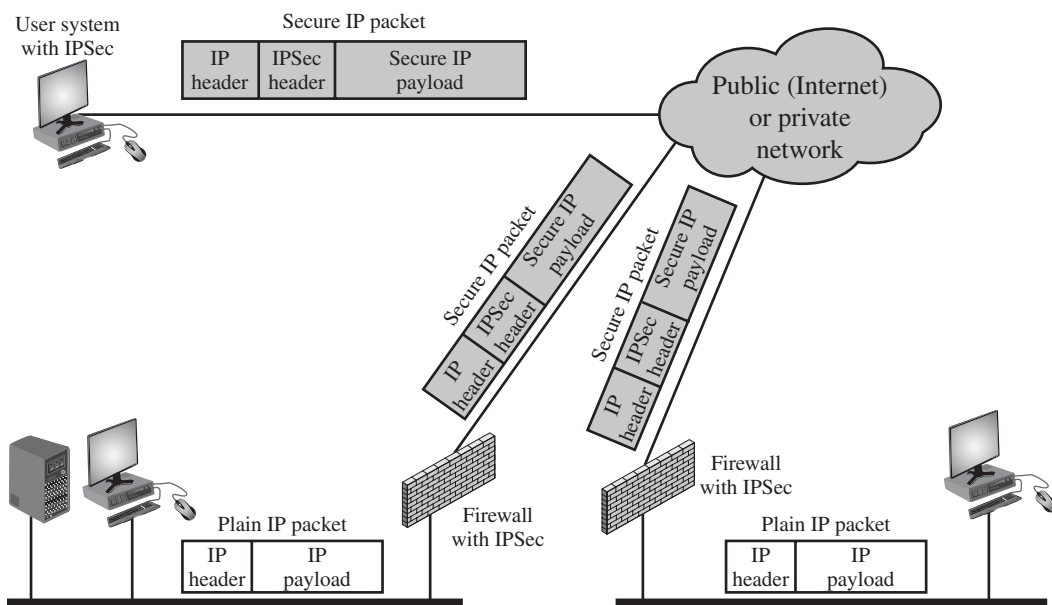 User system
with IPSec
Secure IP packet
IP
header
IPSec
header
Secure IP
payload
Public (Internet)
or private
network
Secure IP packet
IP
header
IPSec
header
Secure IP
payload
Secure IP packet
IP
header
IPSec
header
Secure IP
payload
Firewall
with IPSec
Firewall
with IPSec
Plain IP packet
IP
header
IP
payload
Plain IP packet
IP
header
IP
payload